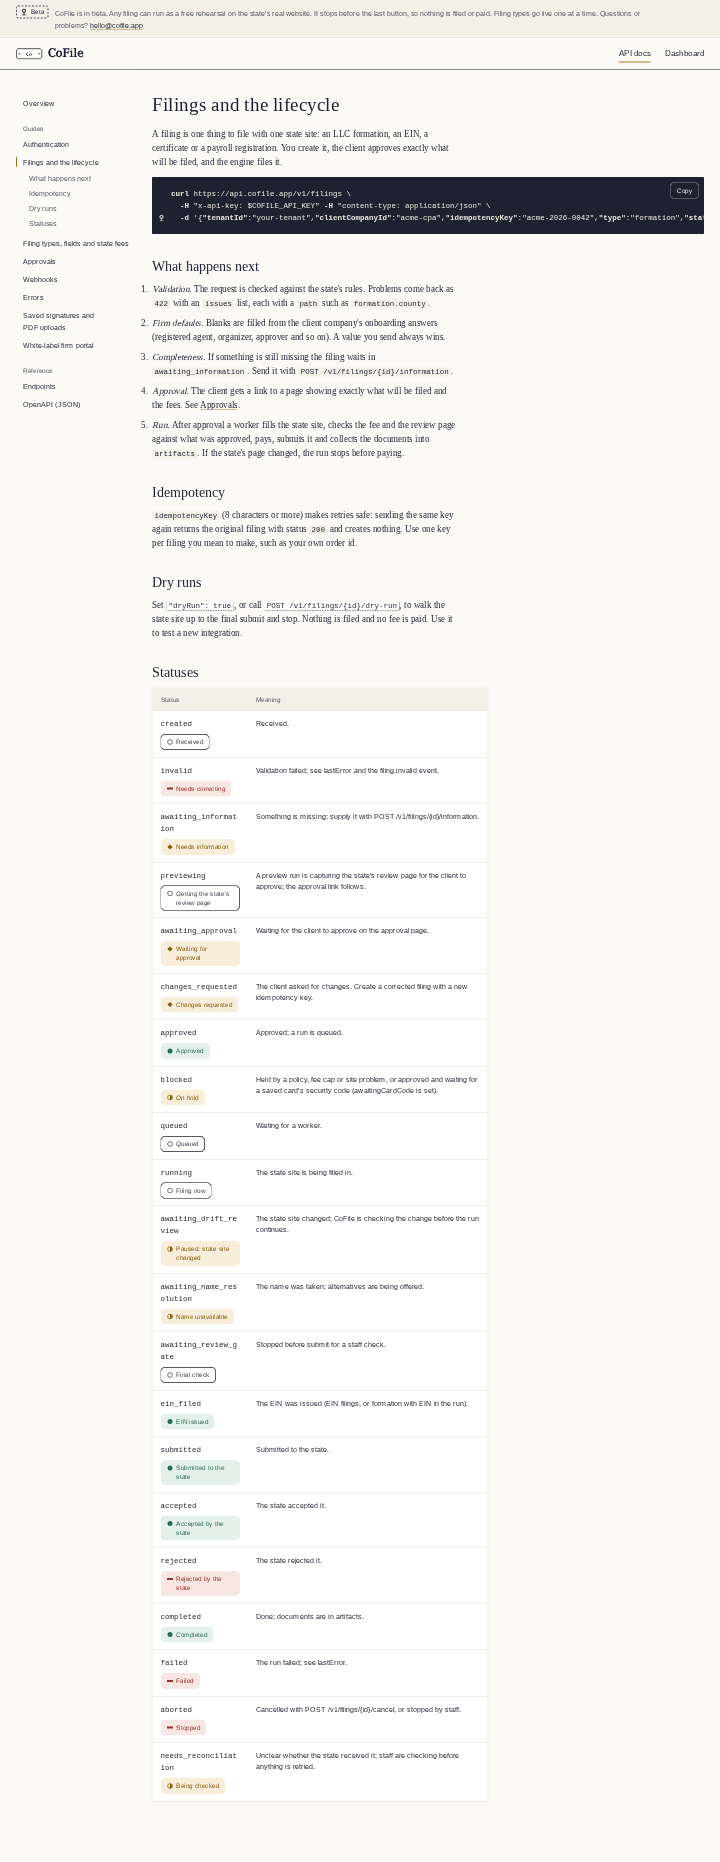 Beta
CoFile is in beta. Any filing can run as a free rehearsal on the state's real website. It stops before the last button, so nothing is filed or paid. Filing types go live one at a time. Questions or
problems? hello@cofile.app
Co
CoFile
API docs
Dashboard
Overview
Guides
Authentication
Filings and the lifecycle
What happens next
Idempotency
Dry runs
Statuses
Filing types, fields and state fees
Approvals
Webhooks
Errors
Saved signatures and
PDF uploads
White-label firm portal
Reference
Endpoints
OpenAPI (JSON)
Filings and the lifecycle
A filing is one thing to file with one state site: an LLC formation, an EIN, a
certificate or a payroll registration. You create it, the client approves exactly what
will be filed, and the engine files it.
Copy
curl https://api.cofile.app/v1/filings \
-H "x-api-key: $COFILE_API_KEY" -H "content-type: application/json" \
-d '{"tenantId":"your-tenant","clientCompanyId":"acme-cpa","idempotencyKey":"acme-2026-0042","type":"formation","stat
What happens next
1. Validation. The request is checked against the state's rules. Problems come back as
422 with an issues list, each with a path such as formation.county.
2. Firm defaults. Blanks are filled from the client company's onboarding answers
(registered agent, organizer, approver and so on). A value you send always wins.
3. Completeness. If something is still missing the filing waits in
awaiting_information. Send it with POST /v1/filings/{id}/information.
4. Approval. The client gets a link to a page showing exactly what will be filed and
the fees. See Approvals.
5. Run. After approval a worker fills the state site, checks the fee and the review page
against what was approved, pays, submits it and collects the documents into
artifacts. If the state's page changed, the run stops before paying.
Idempotency
idempotencyKey (8 characters or more) makes retries safe: sending the same key
again returns the original filing with status 200 and creates nothing. Use one key
per filing you mean to make, such as your own order id.
Dry runs
Set "dryRun": true, or call POST /v1/filings/{id}/dry-run, to walk the
state site up to the final submit and stop. Nothing is filed and no fee is paid. Use it
to test a new integration.
Statuses
Status Meaning
created Received.
Received
invalid Validation failed; see lastError and the filing.invalid event.
Needs correcting
awaiting_informat Something is missing; supply it with POST /v1/filings/{id}/information.
ion
Needs information
previewing A preview run is capturing the state's review page for the client to
approve; the approval link follows.
Getting the state's
review page
awaiting_approval Waiting for the client to approve on the approval page.
Waiting for
approval
changes_requested The client asked for changes. Create a corrected filing with a new
idempotency key.
Changes requested
approved Approved; a run is queued.
Approved
blocked Held by a policy, fee cap or site problem, or approved and waiting for
a saved card's security code (awaitingCardCode is set).
On hold
queued Waiting for a worker.
Queued
running The state site is being filled in.
Filing now
awaiting_drift_re The state site changed; CoFile is checking the change before the run
view continues.
Paused: state site
changed
awaiting_name_res The name was taken; alternatives are being offered.
olution
Name unavailable
awaiting_review_g Stopped before submit for a staff check.
ate
Final check
ein_filed The EIN was issued (EIN filings, or formation with EIN in the run).
EIN issued
submitted Submitted to the state.
Submitted to the
state
accepted The state accepted it.
Accepted by the
state
rejected The state rejected it.
Rejected by the
state
completed Done; documents are in artifacts.
Completed
failed The run failed; see lastError.
Failed
aborted Cancelled with POST /v1/filings/{id}/cancel, or stopped by staff.
Stopped
needs_reconciliat Unclear whether the state received it; staff are checking before
ion anything is retried.
Being checked